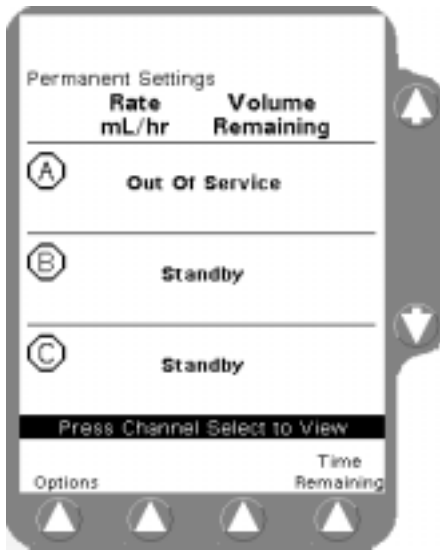 Permanent Settings
Rate Volume
mL/hr Remaining
A
Out Of Service
B
Standby
C
Standby
Press Channel Select to View
Time
Options Remaining